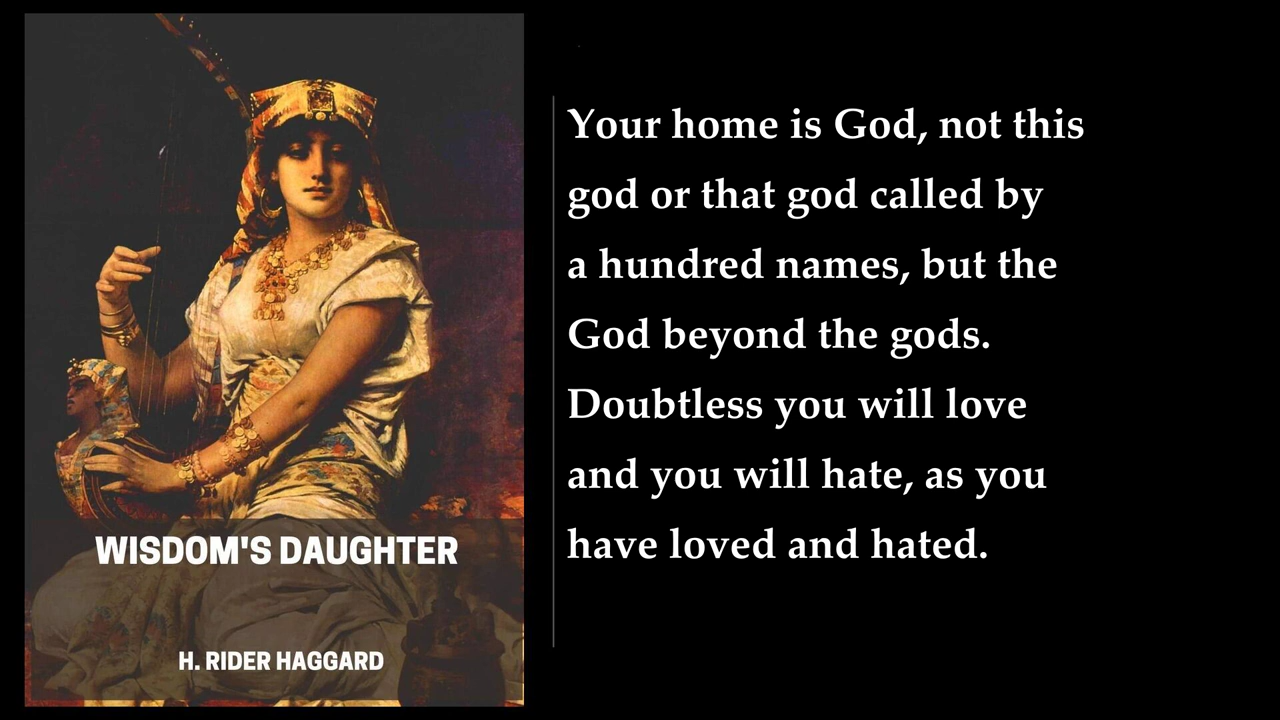 WISDOM'S DAUGHTER
H. RIDER HAGGARD
Your home is God, not this
god or that god called by
a hundred names, but the
God beyond the gods.
Doubtless you will love
and you will hate, as you
have loved and hated.